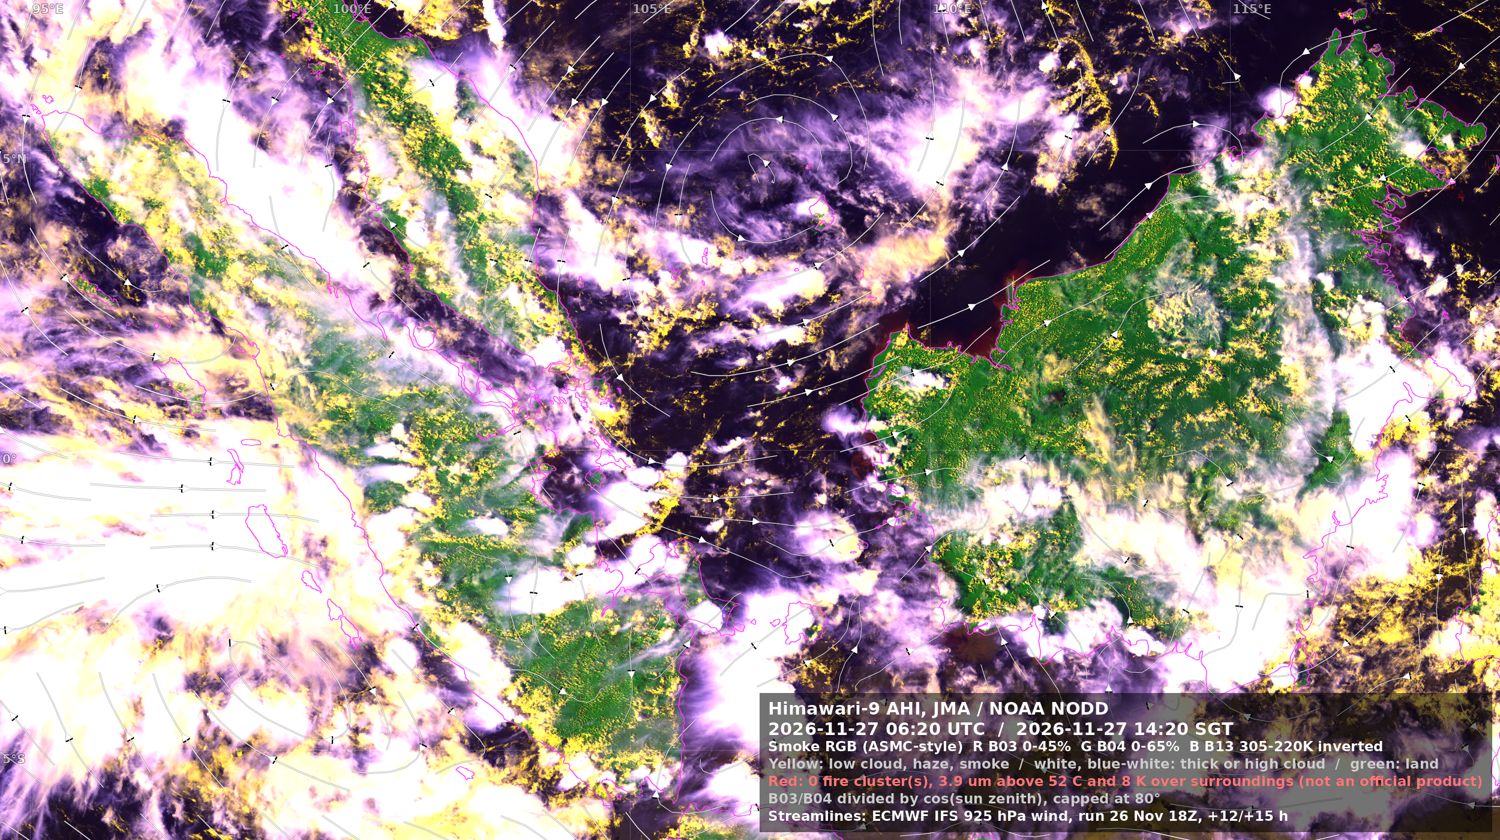 95°E
100°E
105°E
110°E
115°E
5°N
0°
5°S
Himawari-9 AHI, JMA / NOAA NODD
2026-11-27 06:20 UTC / 2026-11-27 14:20 SGT
Smoke RGB (ASMC-style) R B03 0-45% G B04 0-65% B B13 305-220K inverted
Yellow: low cloud, haze, smoke / white, blue-white: thick or high cloud / green: land
Red: 0 fire cluster(s), 3.9 um above 52 C and 8 K over surroundings (not an official product)
B03/B04 divided by cos(sun zenith), capped at 80°
Streamlines: ECMWF IFS 925 hPa wind, run 26 Nov 18Z, +12/+15 h